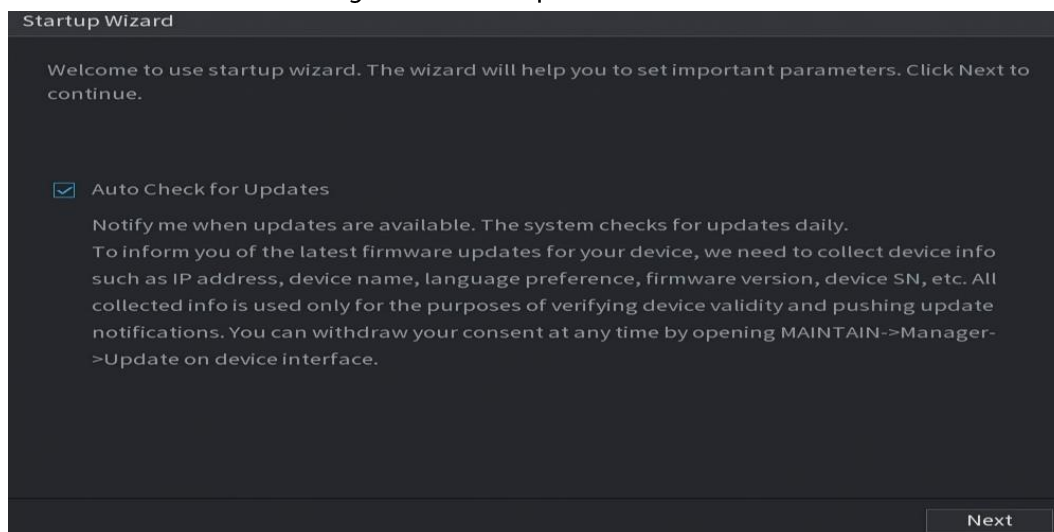 Startup Wizard
Welcome to use startup wizard. The wizard will help you to set important parameters. Click Next to
continue.
Auto Check for Updates
Notify me when updates are available. The system checks for updates daily.
To inform you of the latest firmware updates for your device, we need to collect device info
such as IP address, device name, language preference, firmware version, device SN, etc. All
collected info is used only for the purposes of verifying device validity and pushing update
notifications. You can withdraw your consent at any time by opening MAINTAIN->Manager-
>Update on device interface.
Next